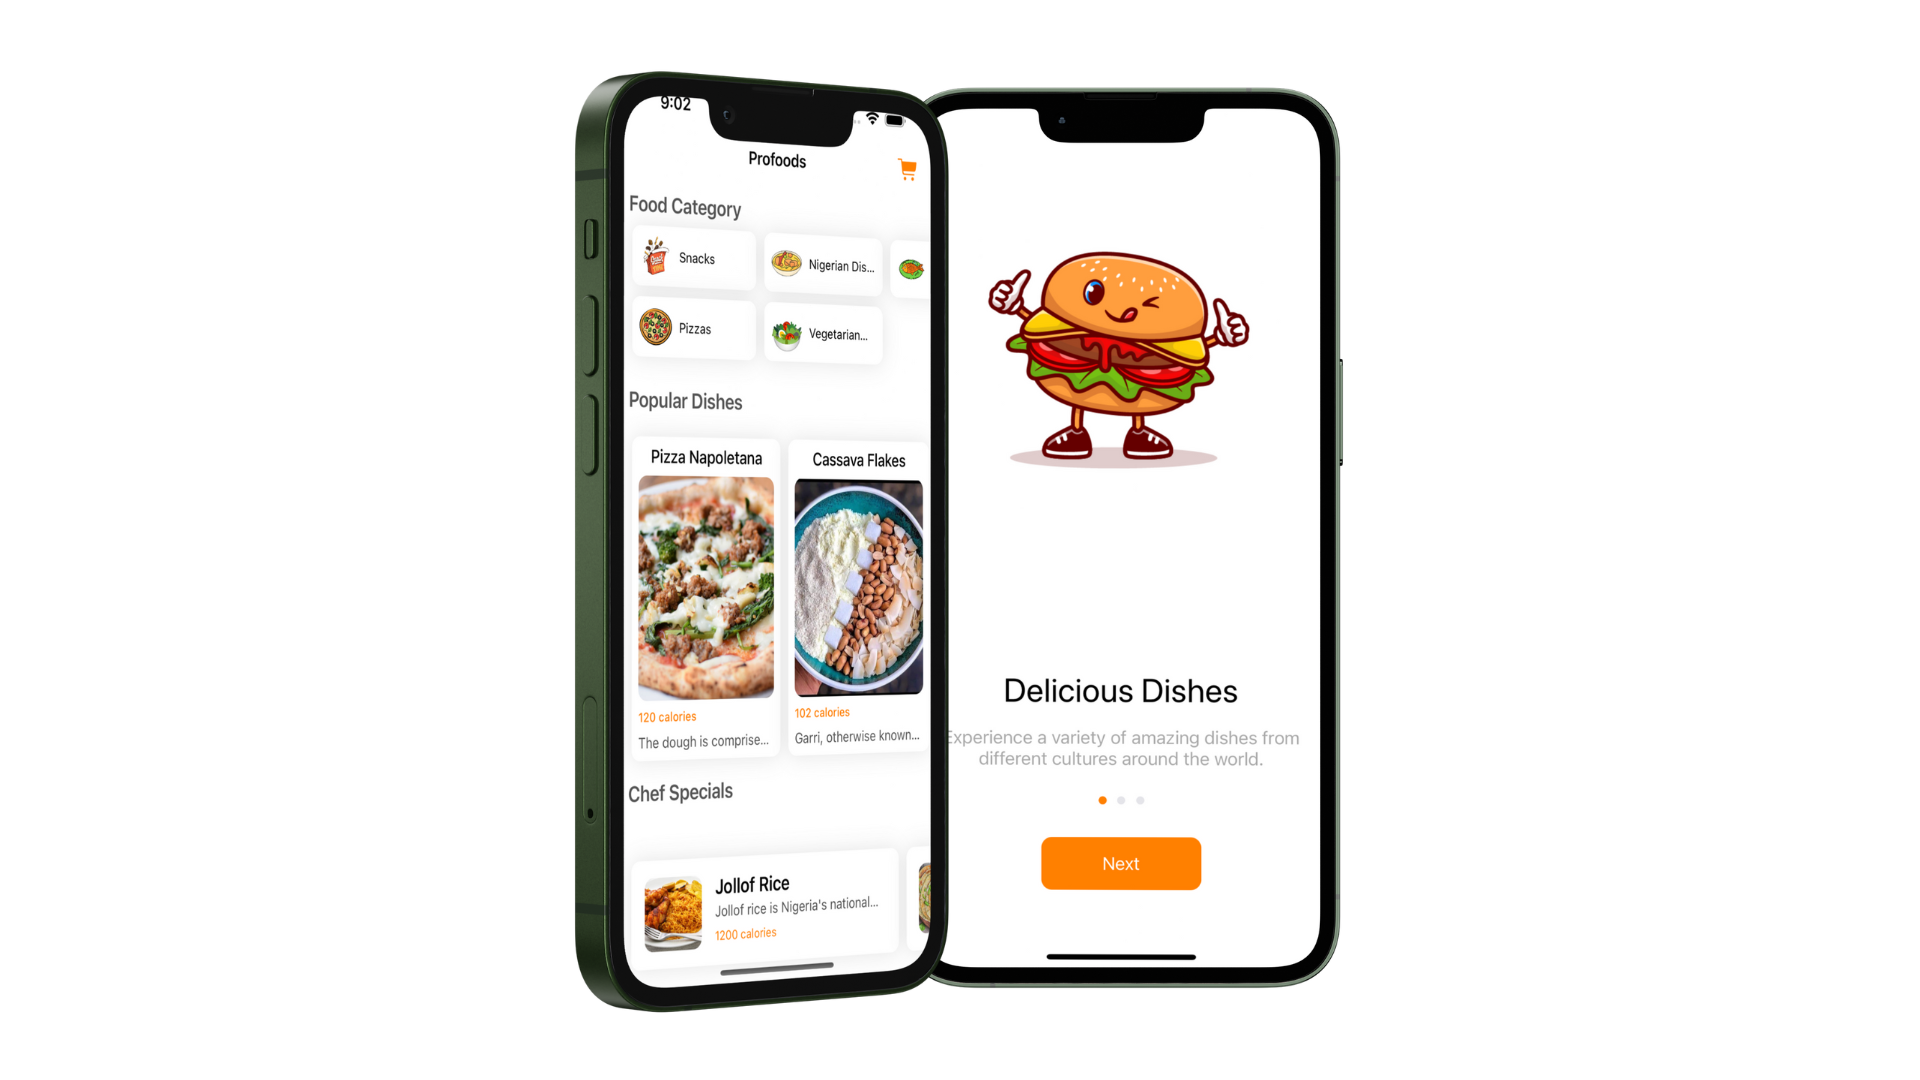 9:02
Profoods
Food Category
Snacks
Nigerian Dis...
Pizzas
Vegetarian...
Popular Dishes
Pizza Napoletana
Cassava Flakes
120 calories
102 calories
The dough is comprise...
Garri, otherwise known...
Chef Specials
Jollof Rice
Jollof rice is Nigeria's national...
1200 calories
Delicious Dishes
Experience a variety of amazing dishes from
different cultures around the world.
Next